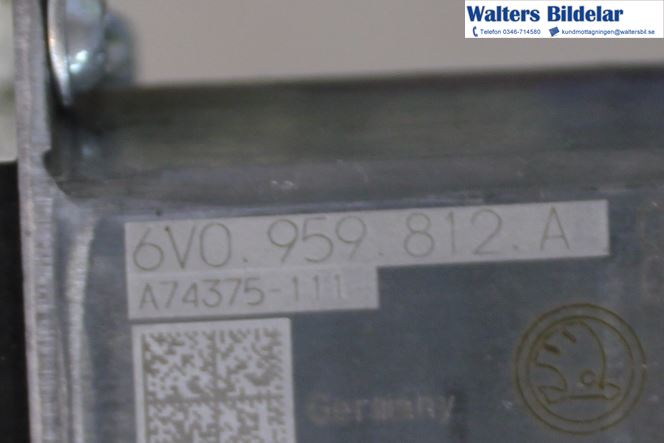 Walters Bildelar
Telefon 0346-714580 kundmottagningen@waltersbil.se
6V0.959.812.A
A74375-111
Germany